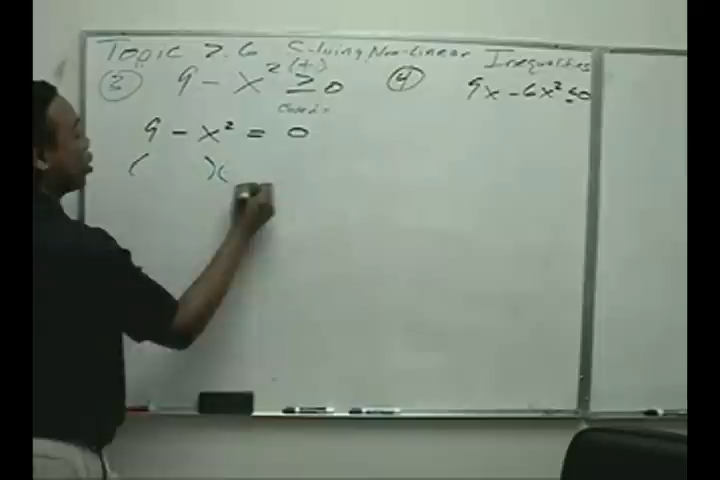 Topic 7.6 Solving Non-Linear Inequalities
③ 9 - x² ≥ 0 (+)
④ 9x - 6x² ≤ 0
9 - x² = 0
( )(